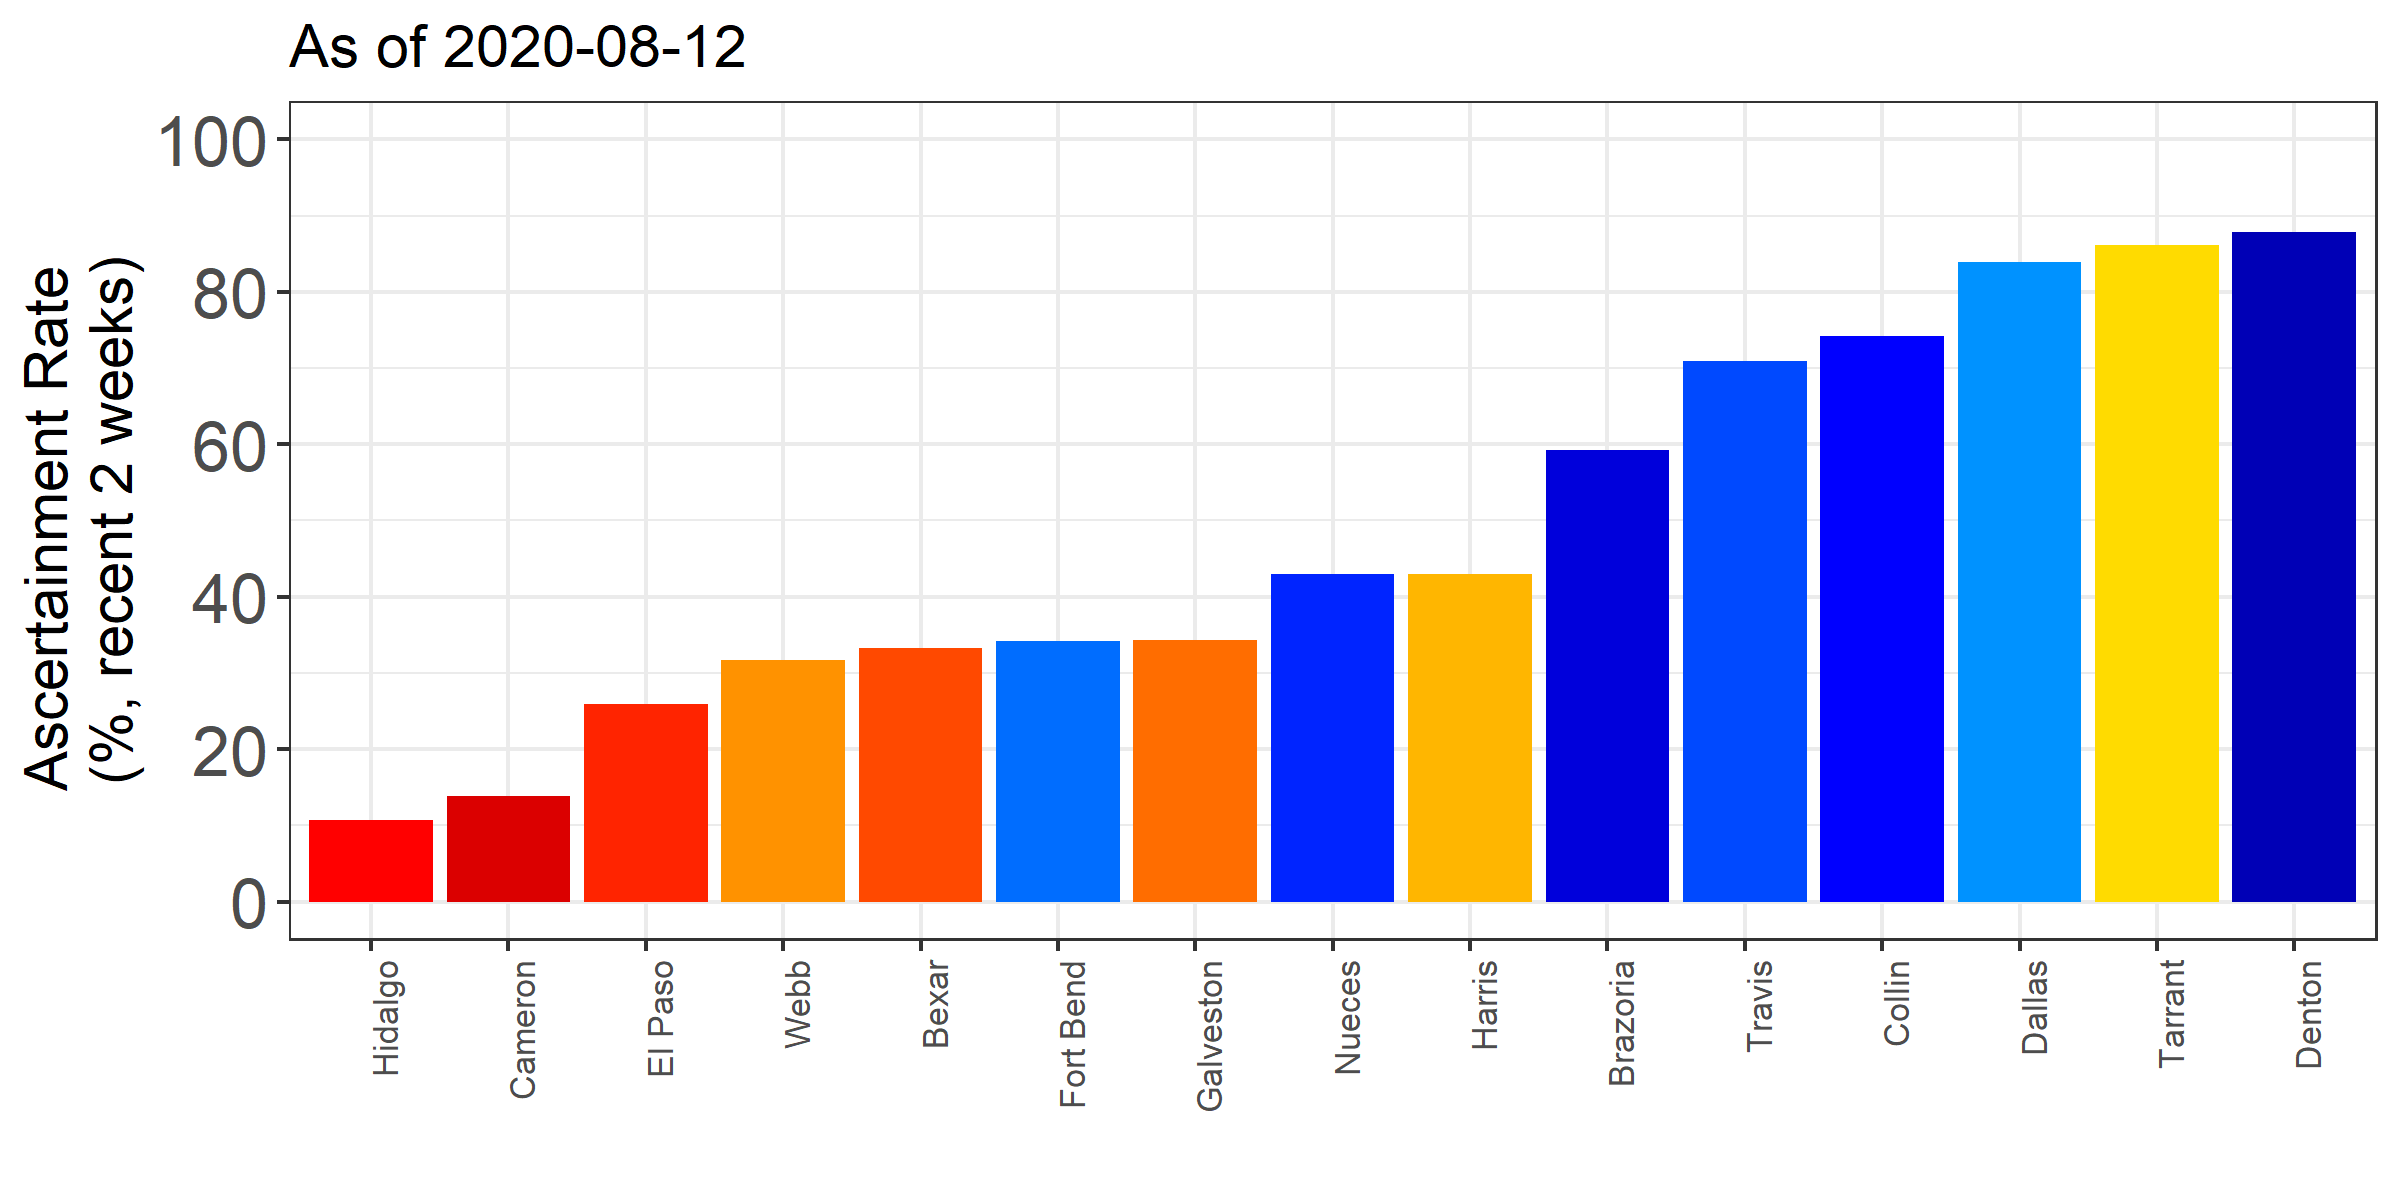 As of 2020-08-12
Ascertainment Rate
(%, recent 2 weeks)
100
80
60
40
20
0
Hidalgo
Cameron
El Paso
Webb
Bexar
Fort Bend
Galveston
Nueces
Harris
Brazoria
Travis
Collin
Dallas
Tarrant
Denton